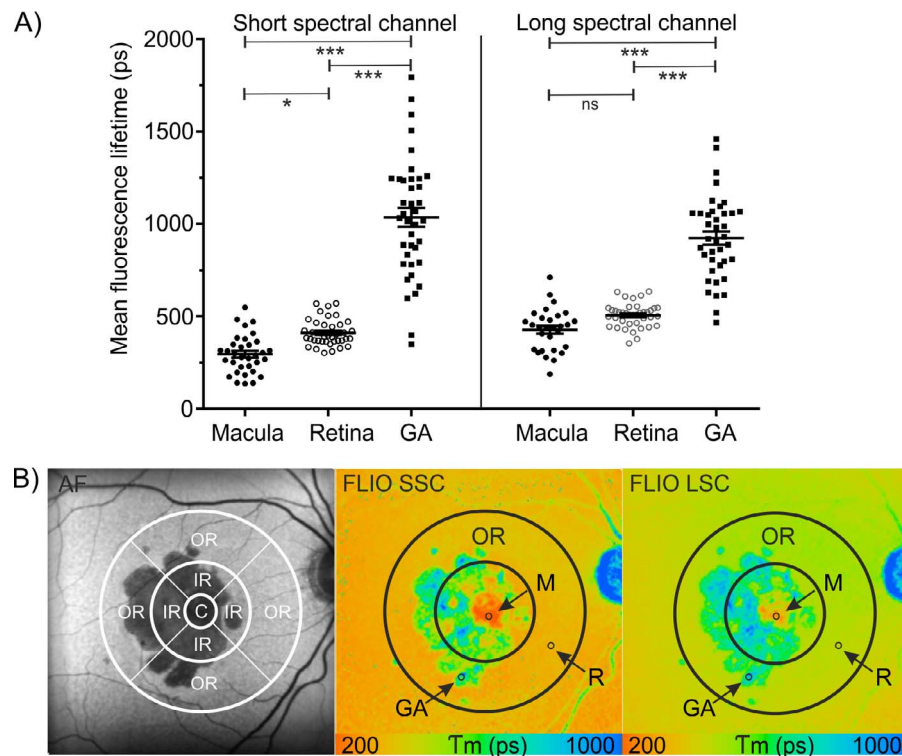 A)
Short spectral channel
Long spectral channel
Mean fluorescence lifetime (ps)
2000
1500
1000
500
0
***
***
*
***
***
ns
Macula Retina GA
Macula Retina GA
B)
AF
OR
OR
IR
OR
IR
C
IR
OR
IR
OR
FLIO SSC
OR
M
R
GA
200 Tm (ps) 1000
FLIO LSC
OR
M
R
GA
200 Tm (ps) 1000